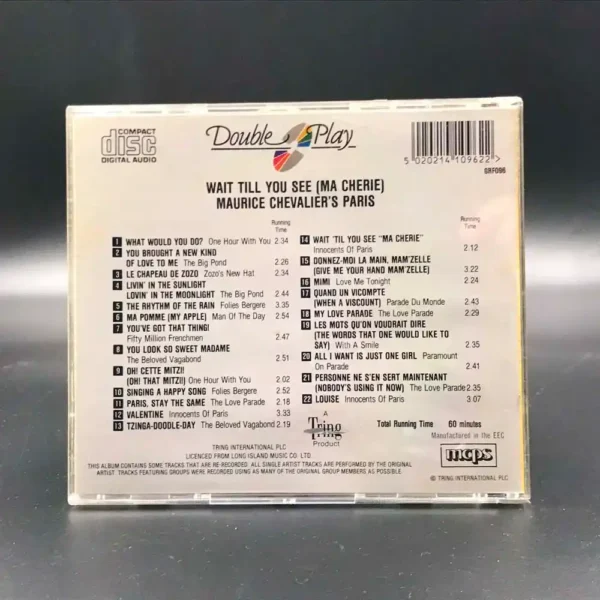 COMPACT
disc
DIGITAL AUDIO
Double Play
5 020214 109622 >
GRF096
WAIT TILL YOU SEE (MA CHERIE)
MAURICE CHEVALIER'S PARIS
Running
Time
1 WHAT WOULD YOU DO? One Hour With You 2.34
2 YOU BROUGHT A NEW KIND
OF LOVE TO ME The Big Pond 2.26
3 LE CHAPEAU DE ZOZO Zozo's New Hat 2.34
4 LIVIN' IN THE SUNLIGHT
LOVIN' IN THE MOONLIGHT The Big Pond 2.44
5 THE RHYTHM OF THE RAIN Folies Bergere 2.35
6 MA POMME (MY APPLE) Man Of The Day 2.54
7 YOU'VE GOT THAT THING!
Fifty Million Frenchmen 2.47
8 YOU LOOK SO SWEET MADAME
The Beloved Vagabond 2.51
9 OH! CETTE MITZI!
(OH! THAT MITZI!) One Hour With You 2.02
10 SINGING A HAPPY SONG Folies Bergere 2.52
11 PARIS, STAY THE SAME The Love Parade 2.18
12 VALENTINE Innocents Of Paris 3.33
13 TZINGA-DOODLE-DAY The Beloved Vagabond 2.19
Running
Time
14 WAIT 'TIL YOU SEE "MA CHERIE"
Innocents Of Paris 2.12
15 DONNEZ-MOI LA MAIN, MAM'ZELLE
(GIVE ME YOUR HAND MAM'ZELLE) 3.22
16 MIMI Love Me Tonight 2.24
17 QUAND UN VICOMPTE
(WHEN A VISCOUNT) Parade Du Monde 2.43
18 MY LOVE PARADE The Love Parade 2.29
19 LES MOTS QU'ON VOUDRAIT DIRE
(THE WORDS THAT ONE WOULD LIKE TO
SAY) With a Smile 2.40
20 ALL I WANT IS JUST ONE GIRL Paramount
On Parade 2.41
21 PERSONNE NE S'EN SERT MAINTENANT
(NOBODY'S USING IT NOW) The Love Parade 2.35
22 LOUISE Innocents Of Paris 3.07
A
Tring
Product
Total Running Time 60 minutes
Manufactured in the EEC
mcps
TRING INTERNATIONAL PLC
LICENCED FROM LONG ISLAND MUSIC CO. LTD.
THIS ALBUM CONTAINS SOME TRACKS THAT ARE RE-RECORDED. ALL SINGLE ARTIST TRACKS ARE PERFORMED BY THE ORIGINAL
ARTIST. TRACKS FEATURING GROUPS WERE RECORDED USING AS MANY OF THE ORIGINAL GROUP MEMBERS AS POSSIBLE.
© TRING INTERNATIONAL PLC